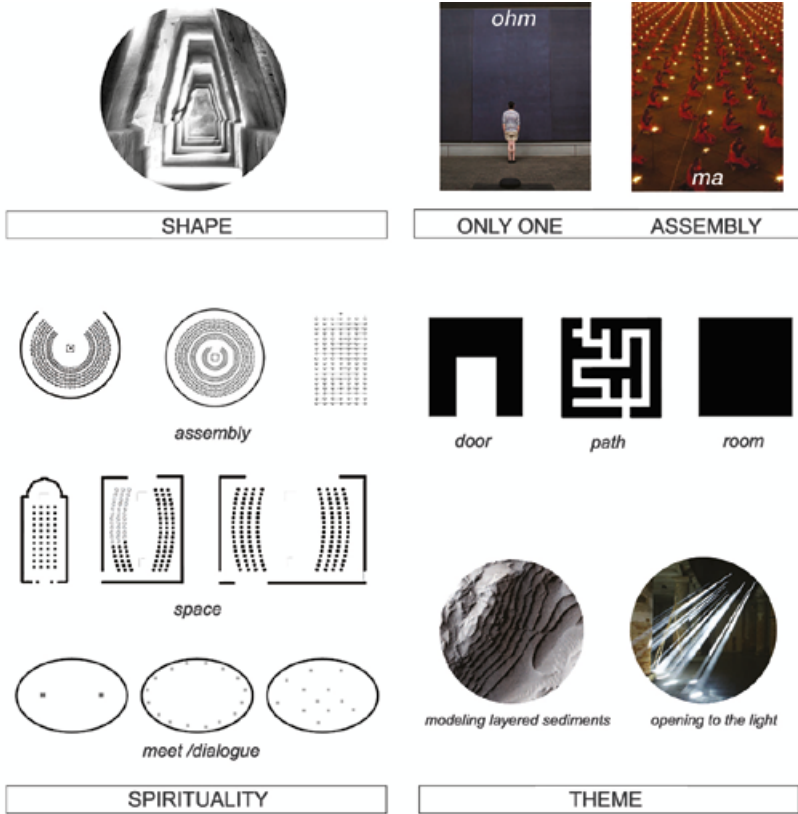 ohm
ma
SHAPE
ONLY ONE
ASSEMBLY
assembly
door
path
room
space
modeling layered sediments
opening to the light
meet /dialogue
SPIRITUALITY
THEME